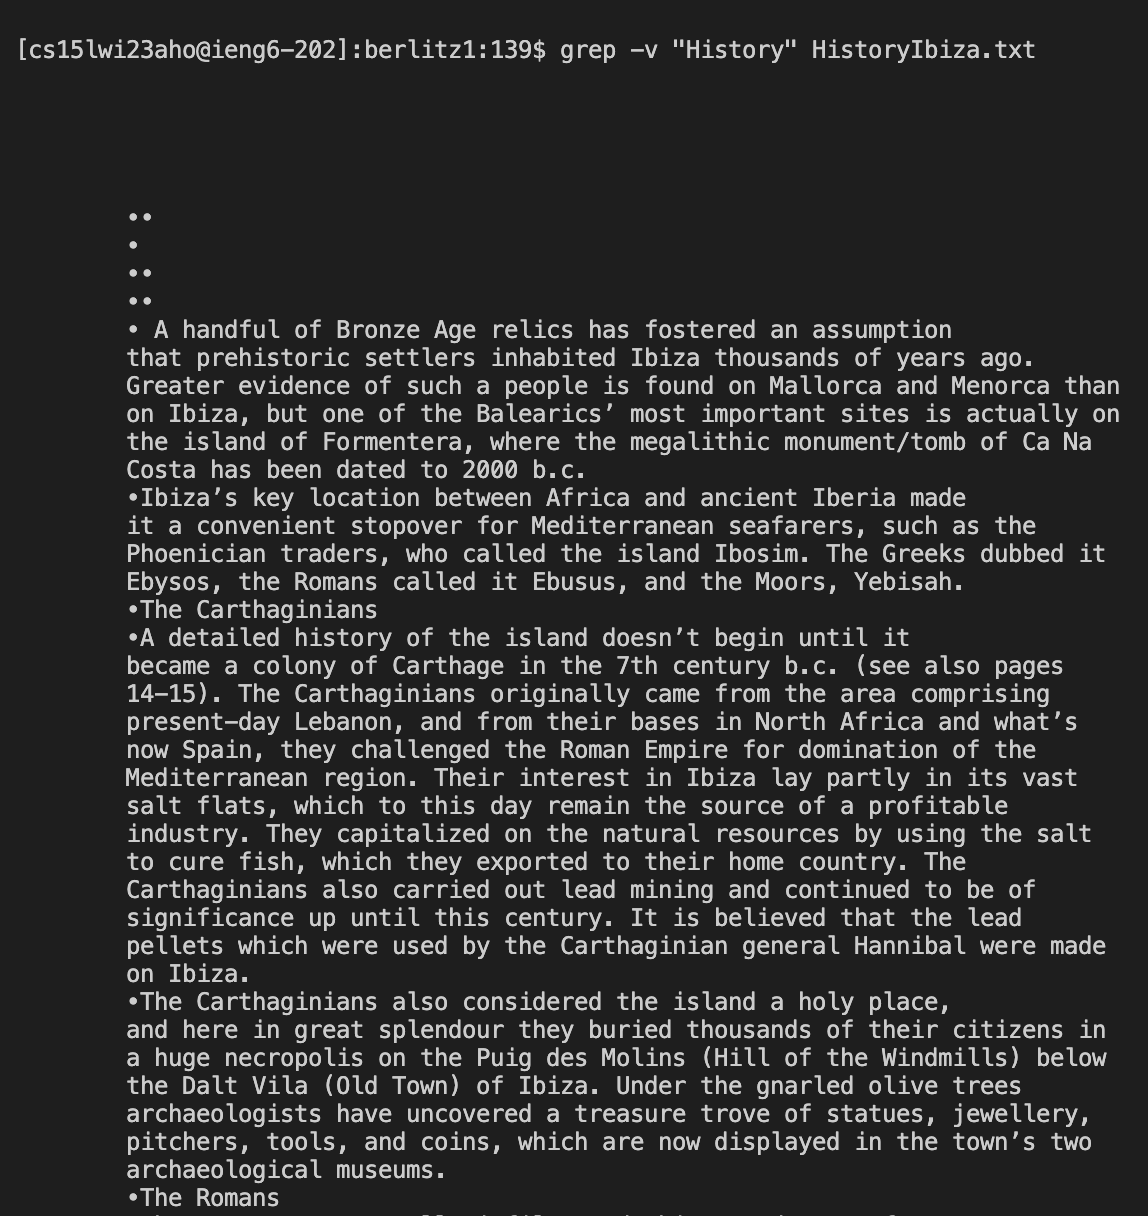 [cs15lwi23aho@ieng6-202]:berlitz1:139$ grep -v "History" HistoryIbiza.txt
••
•
••
••
• A handful of Bronze Age relics has fostered an assumption
that prehistoric settlers inhabited Ibiza thousands of years ago.
Greater evidence of such a people is found on Mallorca and Menorca than
on Ibiza, but one of the Balearics’ most important sites is actually on
the island of Formentera, where the megalithic monument/tomb of Ca Na
Costa has been dated to 2000 b.c.
•Ibiza’s key location between Africa and ancient Iberia made
it a convenient stopover for Mediterranean seafarers, such as the
Phoenician traders, who called the island Ibosim. The Greeks dubbed it
Ebysos, the Romans called it Ebusus, and the Moors, Yebisah.
•The Carthaginians
•A detailed history of the island doesn’t begin until it
became a colony of Carthage in the 7th century b.c. (see also pages
14–15). The Carthaginians originally came from the area comprising
present-day Lebanon, and from their bases in North Africa and what’s
now Spain, they challenged the Roman Empire for domination of the
Mediterranean region. Their interest in Ibiza lay partly in its vast
salt flats, which to this day remain the source of a profitable
industry. They capitalized on the natural resources by using the salt
to cure fish, which they exported to their home country. The
Carthaginians also carried out lead mining and continued to be of
significance up until this century. It is believed that the lead
pellets which were used by the Carthaginian general Hannibal were made
on Ibiza.
•The Carthaginians also considered the island a holy place,
and here in great splendour they buried thousands of their citizens in
a huge necropolis on the Puig des Molins (Hill of the Windmills) below
the Dalt Vila (Old Town) of Ibiza. Under the gnarled olive trees
archaeologists have uncovered a treasure trove of statues, jewellery,
pitchers, tools, and coins, which are now displayed in the town’s two
archaeological museums.
•The Romans